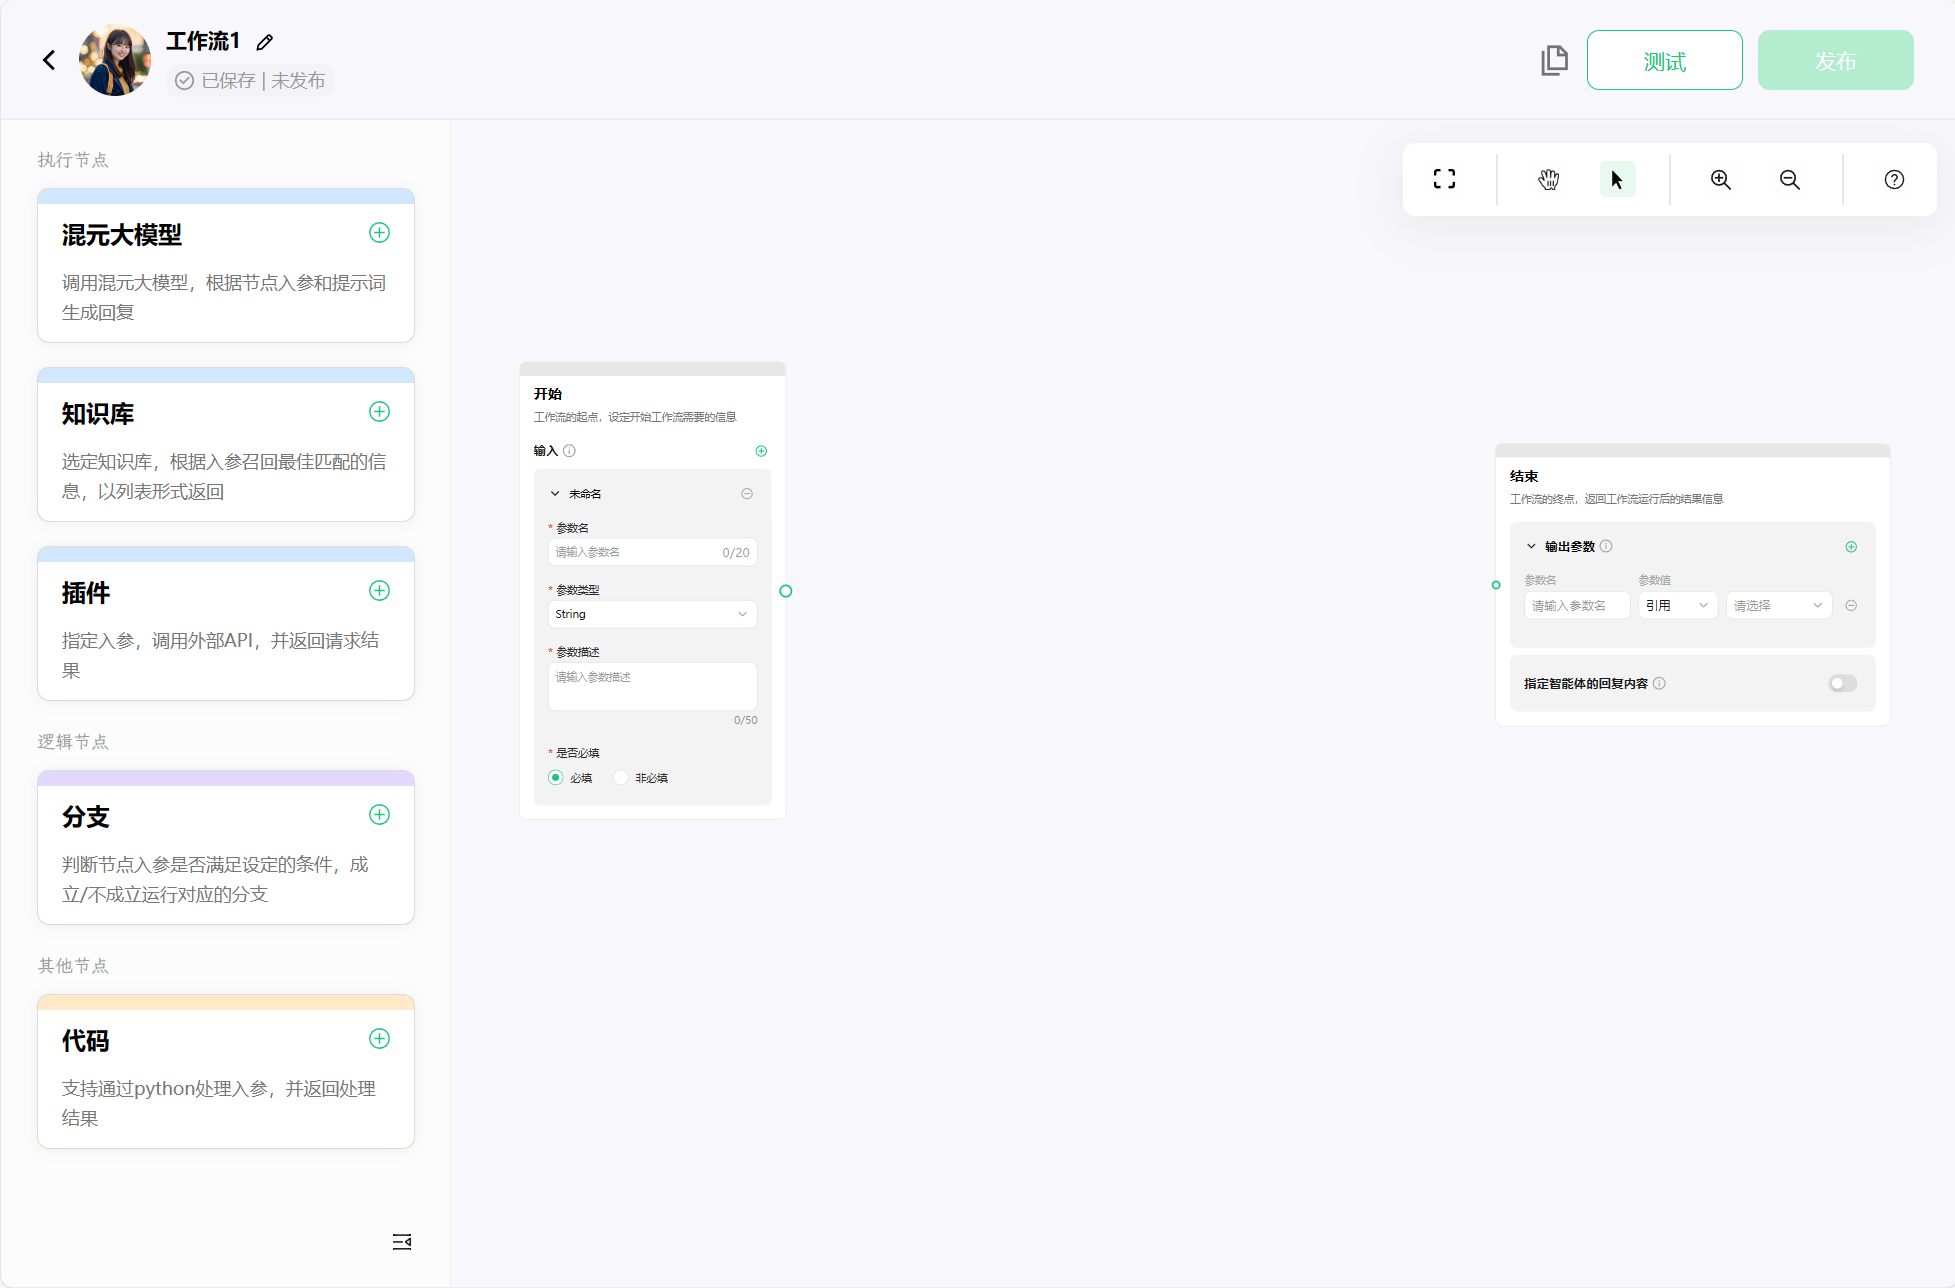 工作流1
已保存 | 未发布
测试
发布
执行节点
混元大模型
调用混元大模型，根据节点入参和提示词
生成回复
知识库
选定知识库，根据入参召回最佳匹配的信
息，以列表形式返回
插件
指定入参，调用外部API，并返回请求结
果
逻辑节点
分支
判断节点入参是否满足设定的条件，成
立/不成立运行对应的分支
其他节点
代码
支持通过python处理入参，并返回处理
结果
开始
工作流的起点，设定开始工作流需要的信息
输入
未命名
* 参数名
请输入参数名 0/20
* 参数类型
String
* 参数描述
请输入参数描述
0/50
* 是否必填
必填 非必填
结束
工作流的终点，返回工作流运行后的结果信息
输出参数
参数名 参数值
请输入参数名 引用 请选择
指定智能体的回复内容